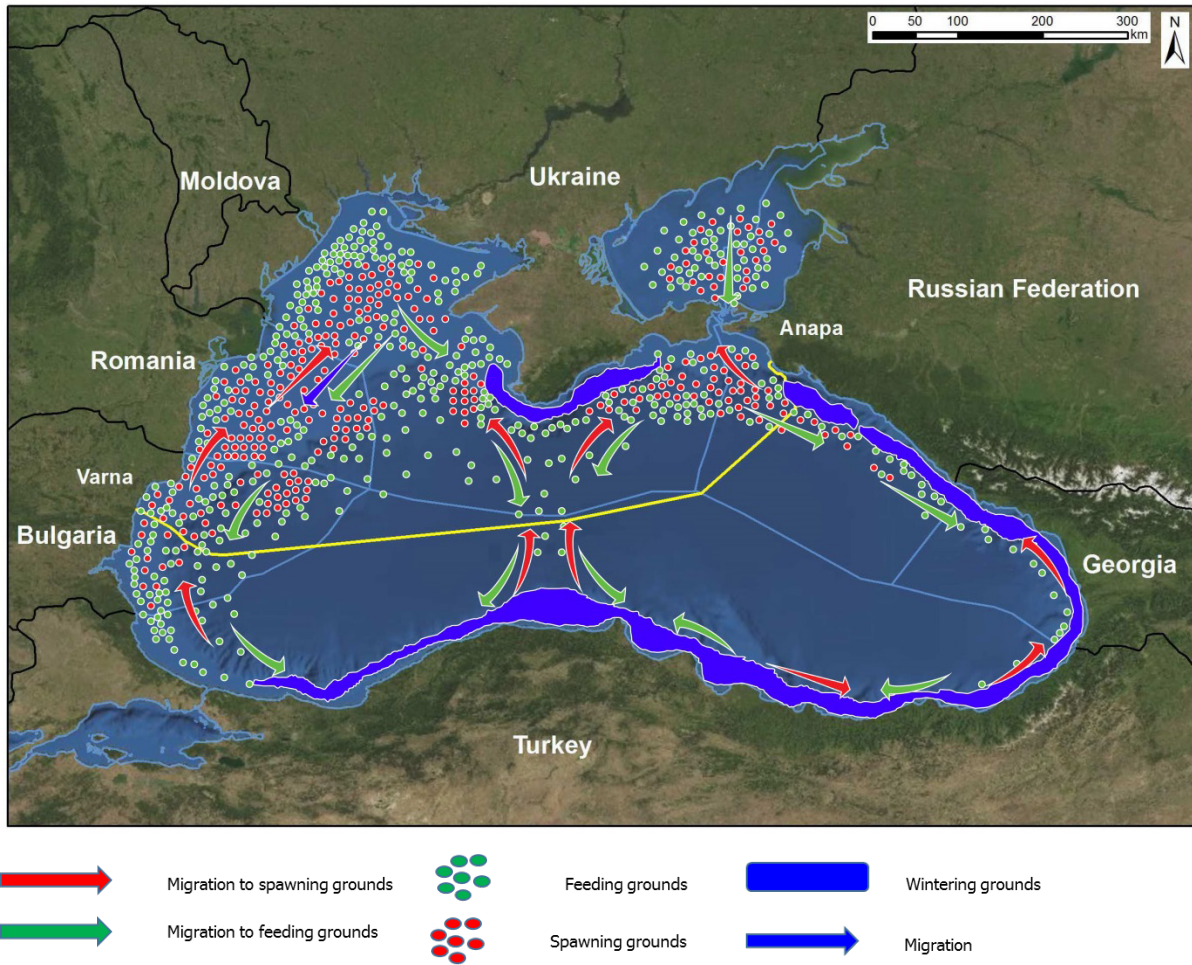 0 50 100 200 300
km
N
Moldova
Ukraine
Russian Federation
Anapa
Romania
Varna
Bulgaria
Georgia
Turkey
Migration to spawning grounds
Feeding grounds
Wintering grounds
Migration to feeding grounds
Spawning grounds
Migration